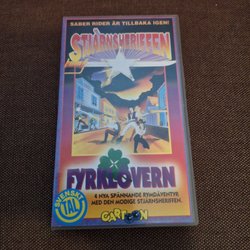 SABER RIDER ÄR TILLBAKA IGEN!
STJÄRNSHERIFFEN
FYRKLÖVERN
4 NYA SPÄNNANDE RYMDÄVENTYR
MED DEN MODIGE STJÄRNSHERIFFEN.
SVENSKT
TAL
CARTOON